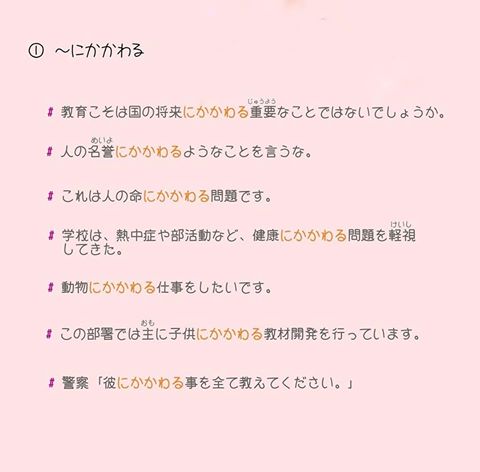 ① ～にかかわる
# 教育こそは国の将来にかかわる重要なことではないでしょうか。
じゅうよう
# 人の名誉にかかわるようなことを言うな。
めいよ
# これは人の命にかかわる問題です。
# 学校は、熱中症や部活動など、健康にかかわる問題を軽視
けいし
してきた。
# 動物にかかわる仕事をしたいです。
# この部署では主に子供にかかわる教材開発を行っています。
おも
# 警察「彼にかかわる事を全て教えてください。」